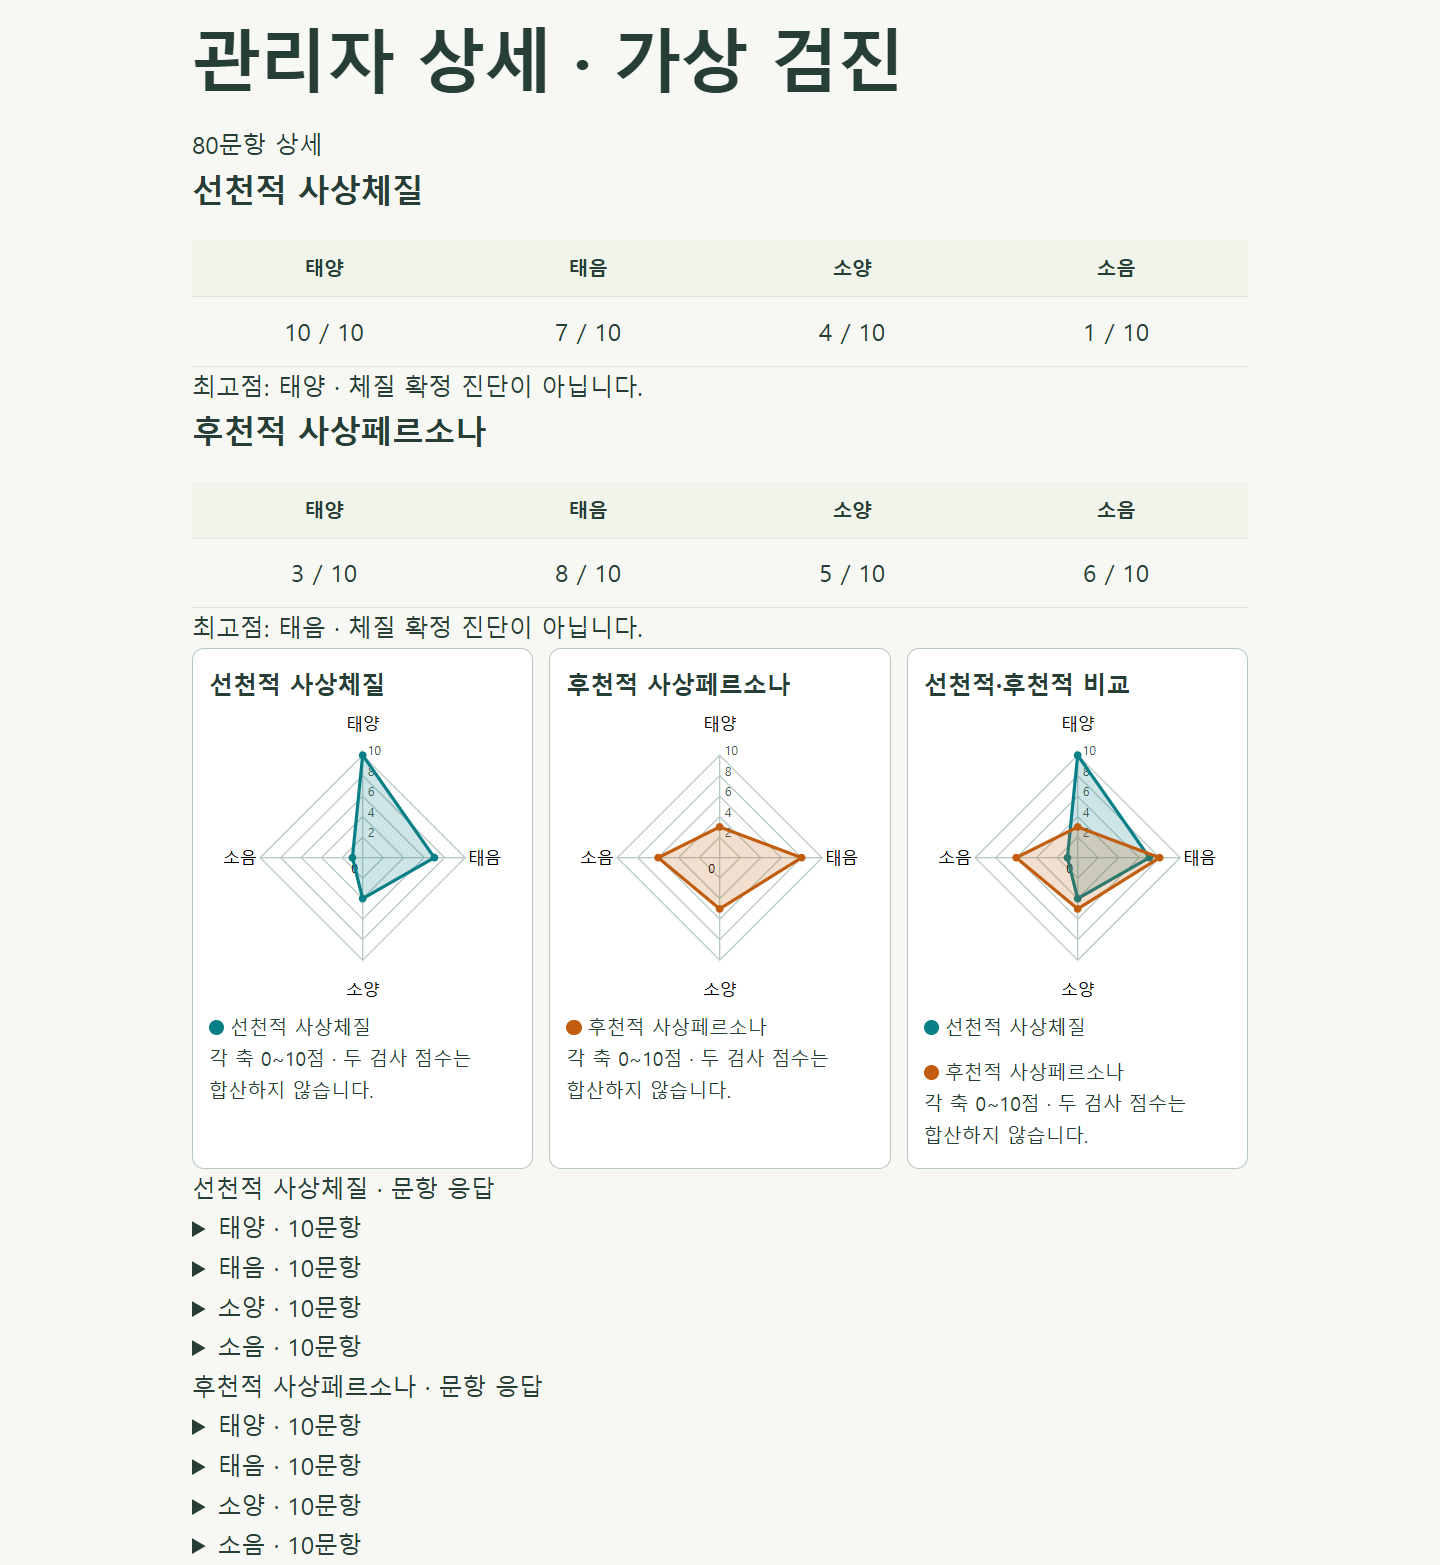 관리자 상세 · 가상 검진
80문항 상세
선천적 사상체질
태양 태음 소양 소음
10 / 10 7 / 10 4 / 10 1 / 10
최고점: 태양 · 체질 확정 진단이 아닙니다.
후천적 사상페르소나
태양 태음 소양 소음
3 / 10 8 / 10 5 / 10 6 / 10
최고점: 태음 · 체질 확정 진단이 아닙니다.
선천적 사상체질
태양
10
8
6
4
2
소음
태음
0
소양
선천적 사상체질
각 축 0~10점 · 두 검사 점수는
합산하지 않습니다.
후천적 사상페르소나
태양
10
8
6
4
2
소음
태음
0
소양
후천적 사상페르소나
각 축 0~10점 · 두 검사 점수는
합산하지 않습니다.
선천적·후천적 비교
태양
10
8
6
4
2
소음
태음
0
소양
선천적 사상체질
후천적 사상페르소나
각 축 0~10점 · 두 검사 점수는
합산하지 않습니다.
선천적 사상체질 · 문항 응답
▶ 태양 · 10문항
▶ 태음 · 10문항
▶ 소양 · 10문항
▶ 소음 · 10문항
후천적 사상페르소나 · 문항 응답
▶ 태양 · 10문항
▶ 태음 · 10문항
▶ 소양 · 10문항
▶ 소음 · 10문항